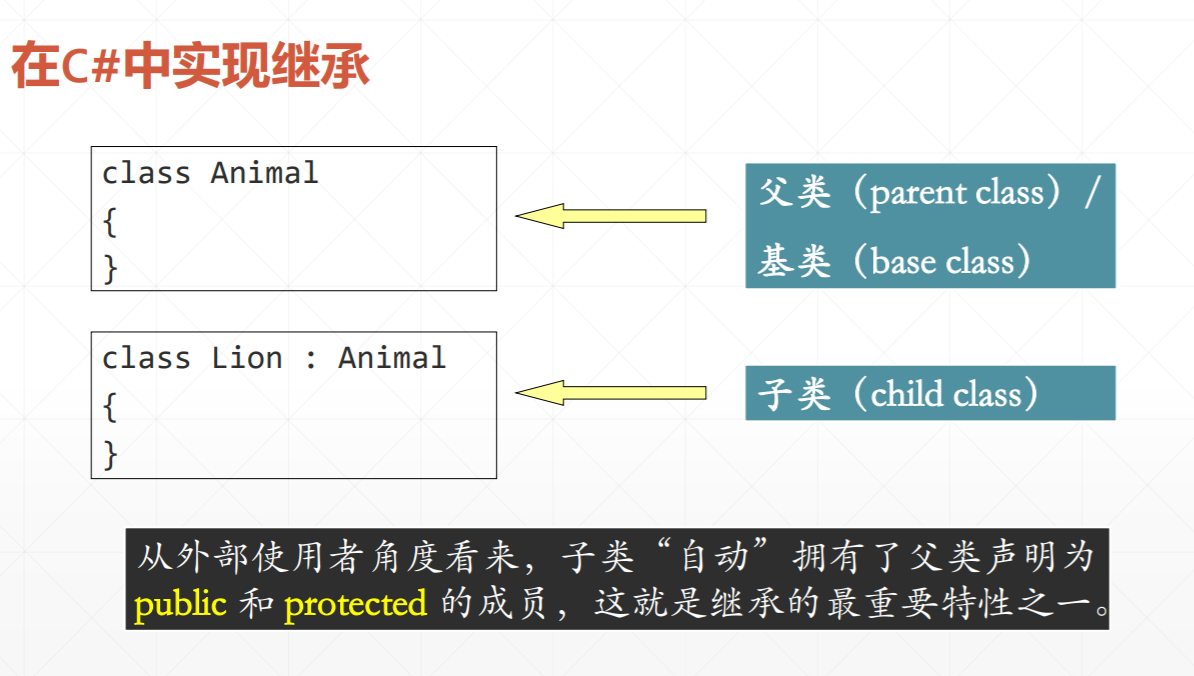 在C#中实现继承
class Animal
{
}
父类（parent class）/
基类（base class）
class Lion : Animal
{
}
子类（child class）
从外部使用者角度看来，子类“自动”拥有了父类声明为
public 和 protected 的成员，这就是继承的最重要特性之一。